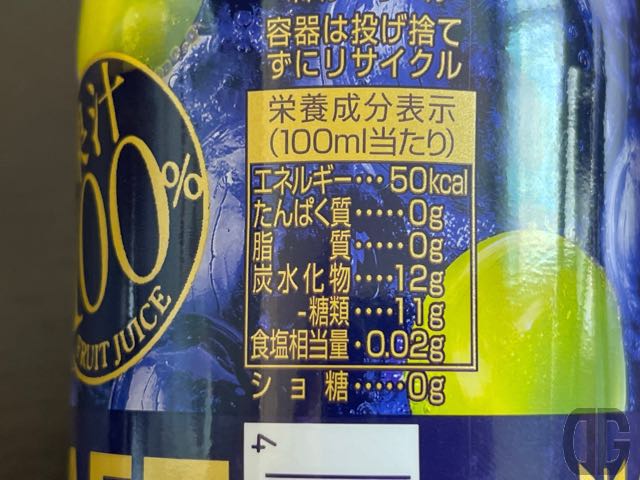 容器は投げ捨て
ずにリサイクル
栄養成分表示
(100ml当たり)
エネルギー…50kcal
たんぱく質……0g
脂質……0g
炭水化物……12g
-糖類……11g
食塩相当量・0.02g
ショ糖……0g
果汁
100%
FRUIT JUICE
4